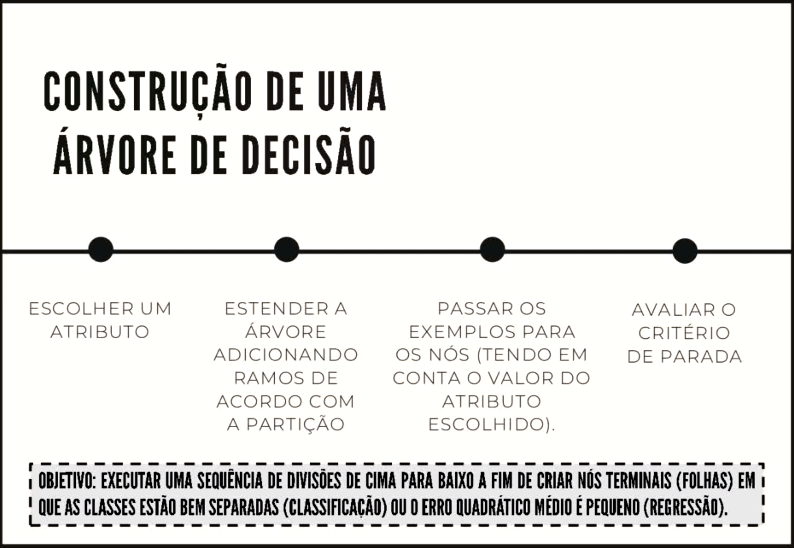 CONSTRUÇÃO DE UMA
ÁRVORE DE DECISÃO
ESCOLHER UM
ATRIBUTO
ESTENDER A
ÁRVORE
ADICIONANDO
RAMOS DE
ACORDO COM
A PARTIÇÃO
PASSAR OS
EXEMPLOS PARA
OS NÓS (TENDO EM
CONTA O VALOR DO
ATRIBUTO
ESCOLHIDO).
AVALIAR O
CRITÉRIO
DE PARADA
OBJETIVO: EXECUTAR UMA SEQUÊNCIA DE DIVISÕES DE CIMA PARA BAIXO A FIM DE CRIAR NÓS TERMINAIS (FOLHAS) EM
QUE AS CLASSES ESTÃO BEM SEPARADAS (CLASSIFICAÇÃO) OU O ERRO QUADRÁTICO MÉDIO É PEQUENO (REGRESSÃO).